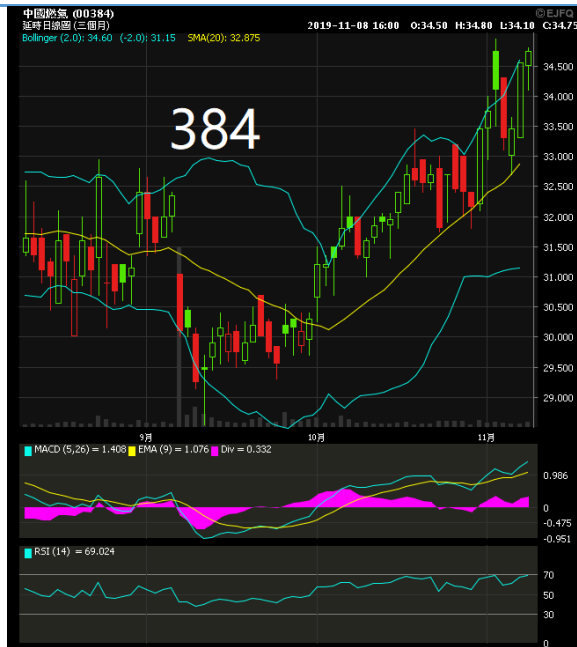 中國燃氣 (00384)
©EJFQ
延時日線圖 (三個月)
2019-11-08 16:00 O:34.50 H:34.80 L:34.10 C:34.75
Bollinger (2.0): 34.60 (-2.0): 31.15 SMA(20): 32.875
384
34.500
34.000
33.500
33.000
32.500
32.000
31.500
31.000
30.500
30.000
29.500
29.000
9月
10月
11月
MACD (5,26) = 1.408 EMA (9) = 1.076 Div = 0.332
0.986
0
-0.475
-0.951
RSI (14) = 69.024
70
50
30
0